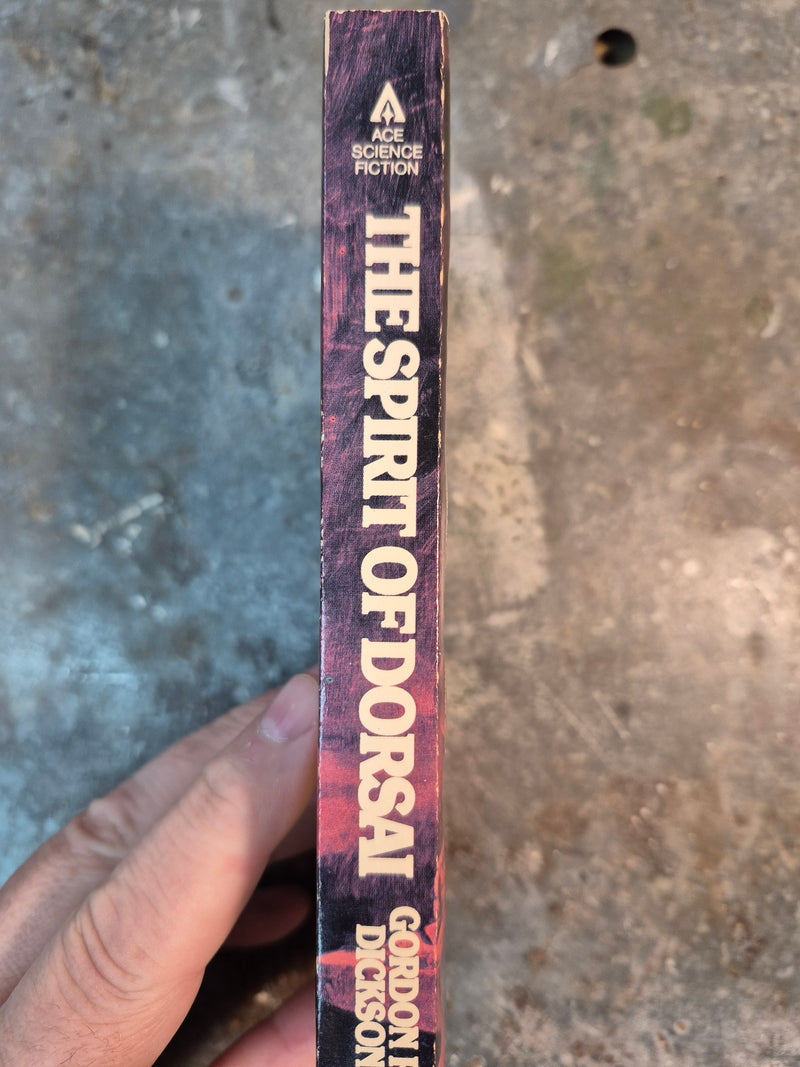 ACE
SCIENCE
FICTION
THE SPIRIT OF DORSAI
GORDON
DICKSON